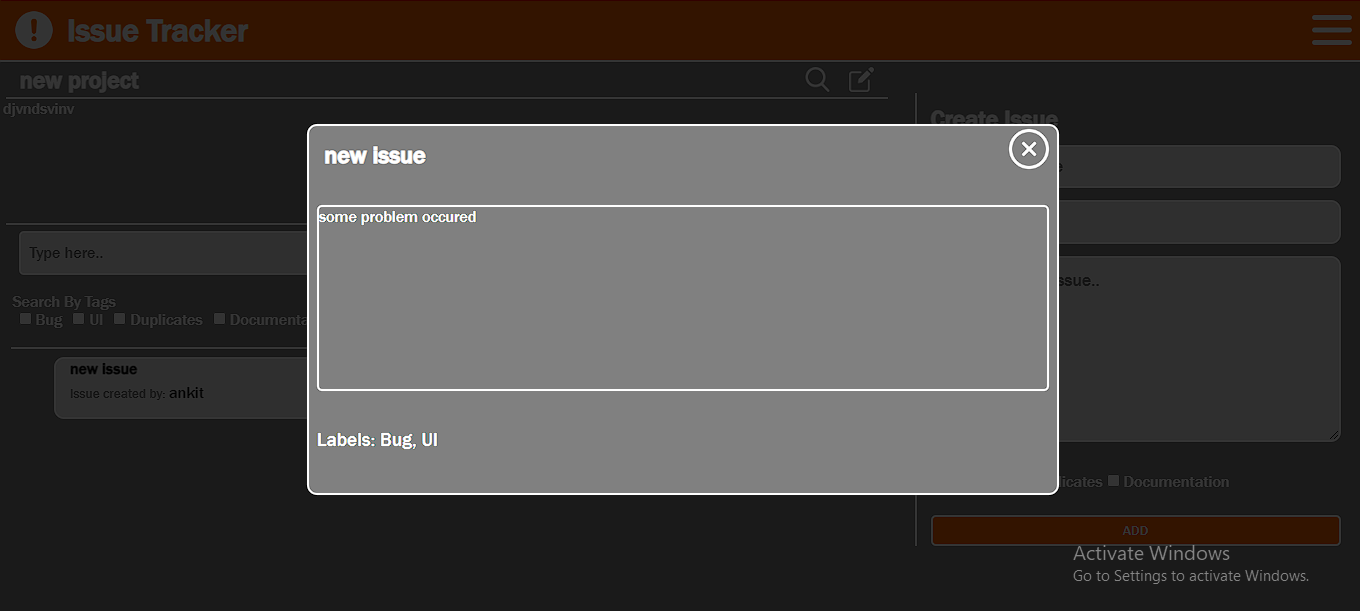 Issue Tracker
new project
djvndsvinv
Create Issue
new issue
some problem occured
Type here..
ssue..
Search By Tags
Bug UI Duplicates Documenta
new issue
Issue created by: ankit
Labels: Bug, UI
icates Documentation
ADD
Activate Windows
Go to Settings to activate Windows.